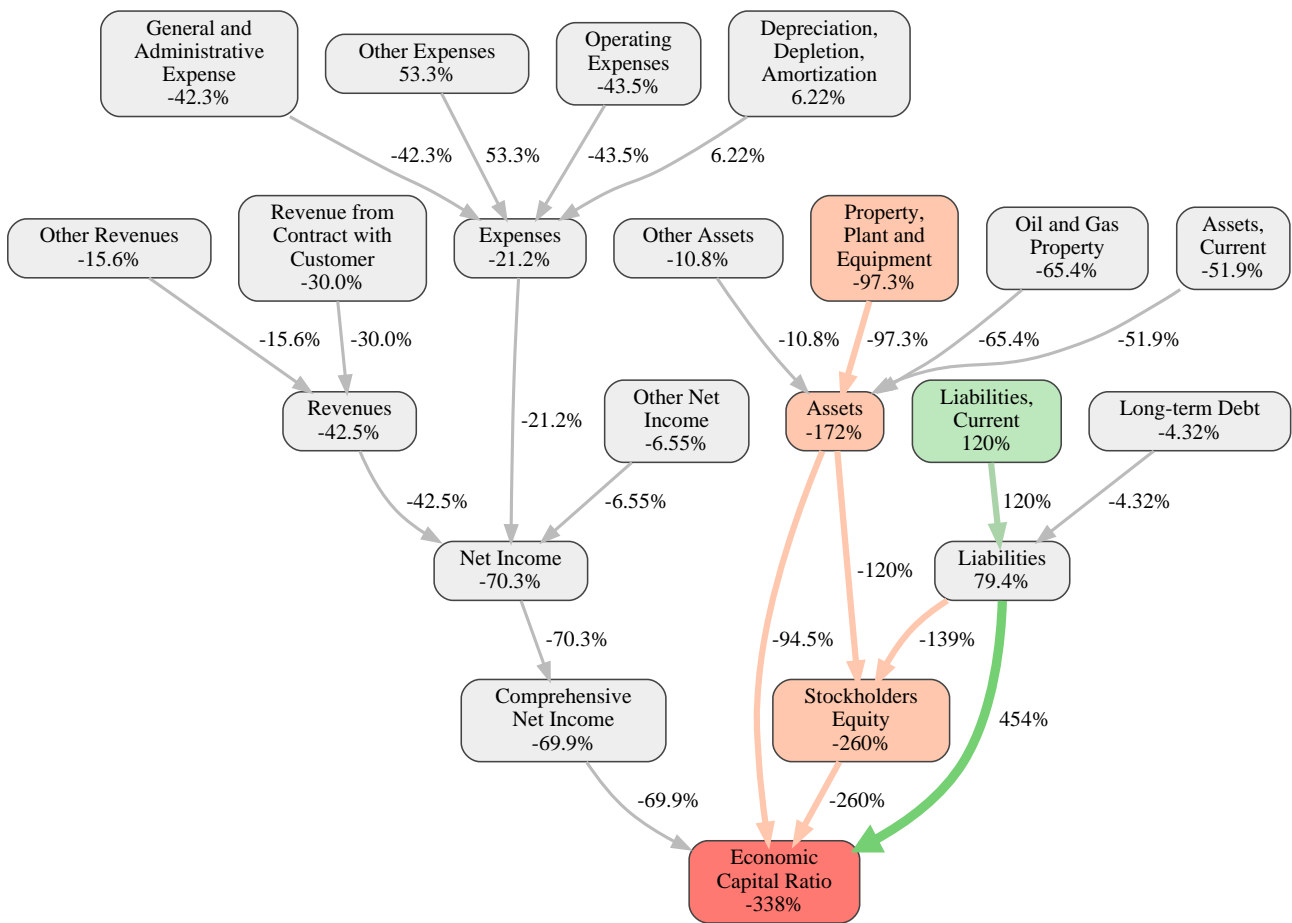 General and
Administrative
Expense
-42.3%
Other Expenses
53.3%
Operating
Expenses
-43.5%
Depreciation,
Depletion,
Amortization
6.22%
-42.3%
53.3%
-43.5%
6.22%
Other Revenues
-15.6%
Revenue from
Contract with
Customer
-30.0%
Expenses
-21.2%
Other Assets
-10.8%
Property,
Plant and
Equipment
-97.3%
Oil and Gas
Property
-65.4%
Assets,
Current
-51.9%
-15.6%
-30.0%
-10.8%
-97.3%
-65.4%
-51.9%
Revenues
-42.5%
-21.2%
Other Net
Income
-6.55%
Assets
-172%
Liabilities,
Current
120%
Long-term Debt
-4.32%
-42.5%
-6.55%
120%
-4.32%
Net Income
-70.3%
-120%
Liabilities
79.4%
-70.3%
-94.5%
-139%
Comprehensive
Net Income
-69.9%
Stockholders
Equity
-260%
454%
-69.9%
-260%
Economic
Capital Ratio
-338%